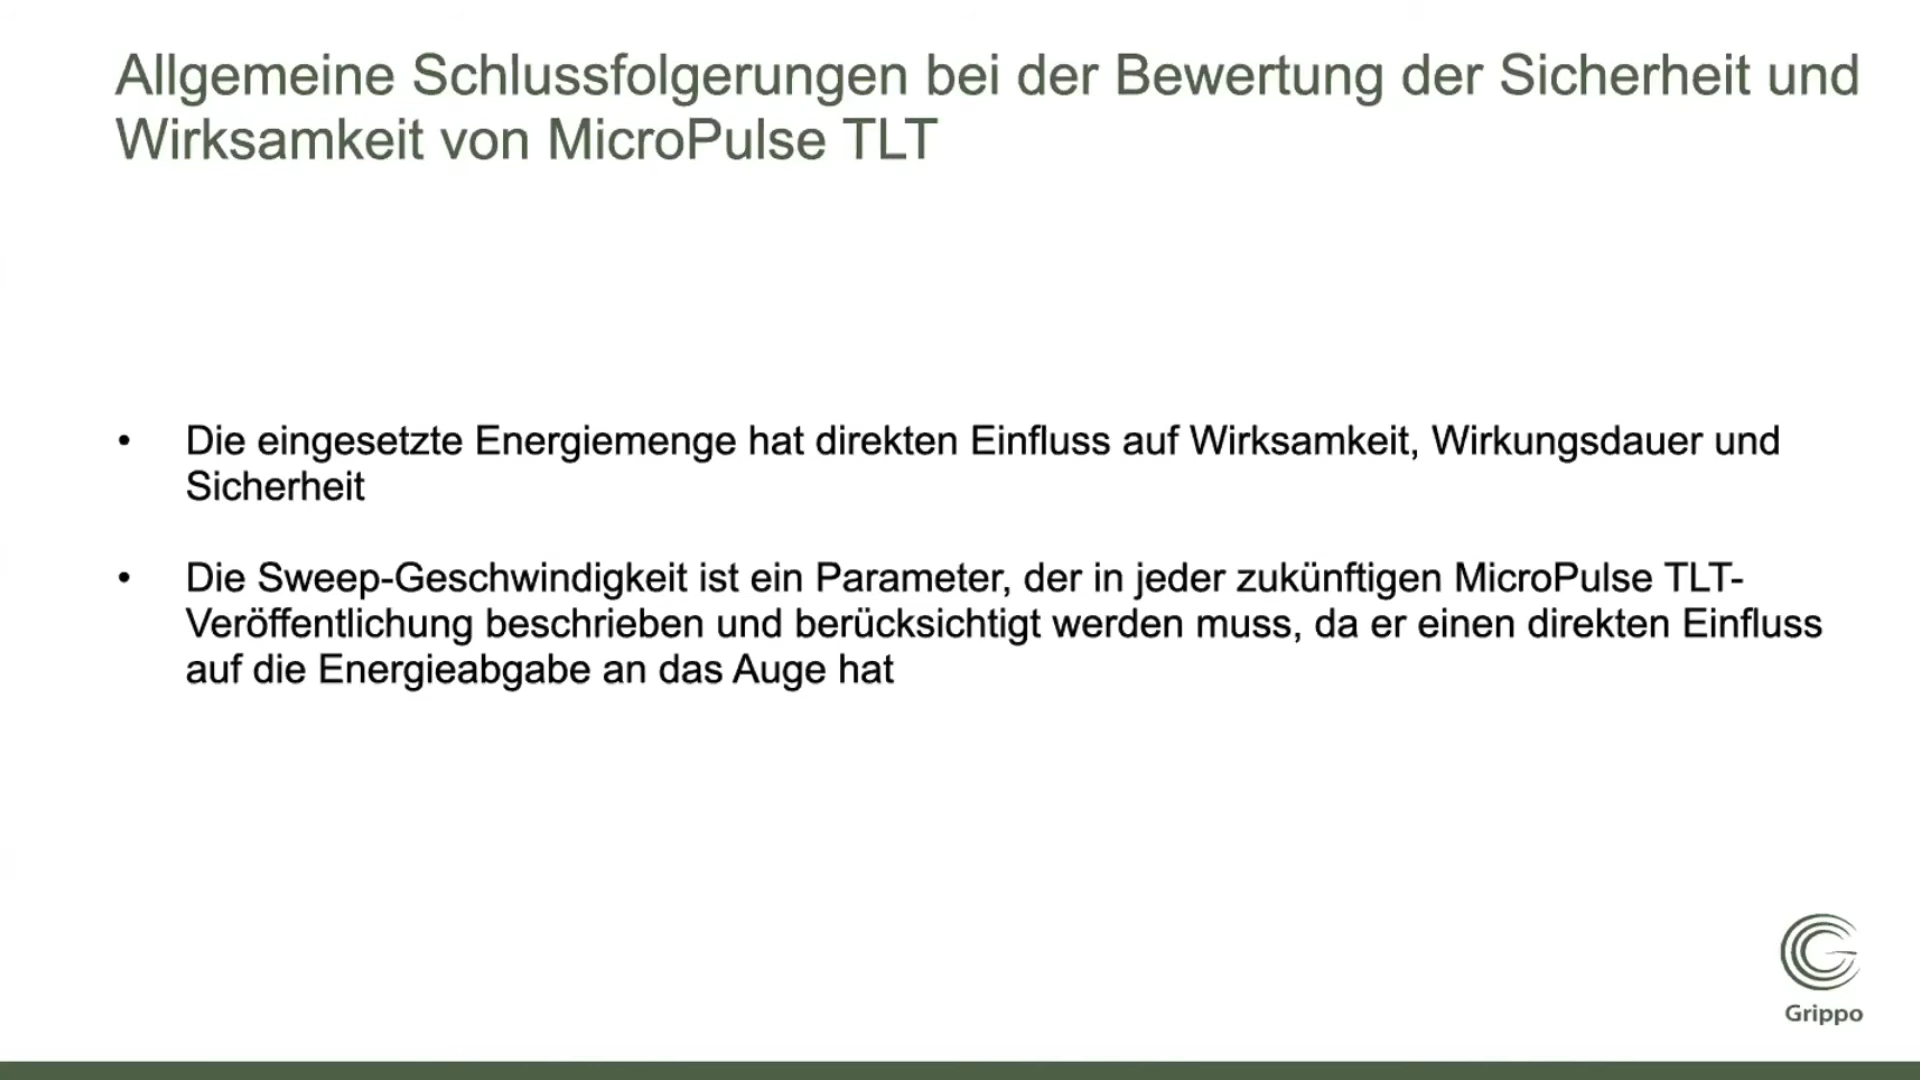 Allgemeine Schlussfolgerungen bei der Bewertung der Sicherheit und
Wirksamkeit von MicroPulse TLT
• Die eingesetzte Energiemenge hat direkten Einfluss auf Wirksamkeit, Wirkungsdauer und
Sicherheit
• Die Sweep-Geschwindigkeit ist ein Parameter, der in jeder zukünftigen MicroPulse TLT-
Veröffentlichung beschrieben und berücksichtigt werden muss, da er einen direkten Einfluss
auf die Energieabgabe an das Auge hat
Grippo